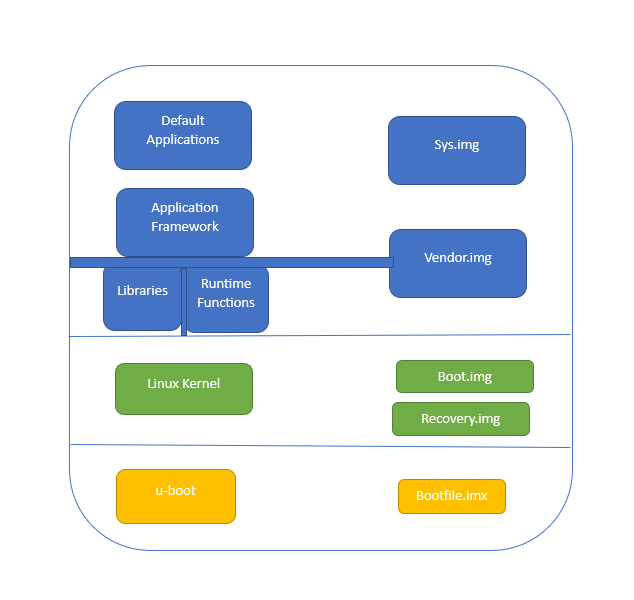 Default
Applications
Sys.img
Application
Framework
Vendor.img
Libraries
Runtime
Functions
Linux Kernel
Boot.img
Recovery.img
u-boot
Bootfile.imx